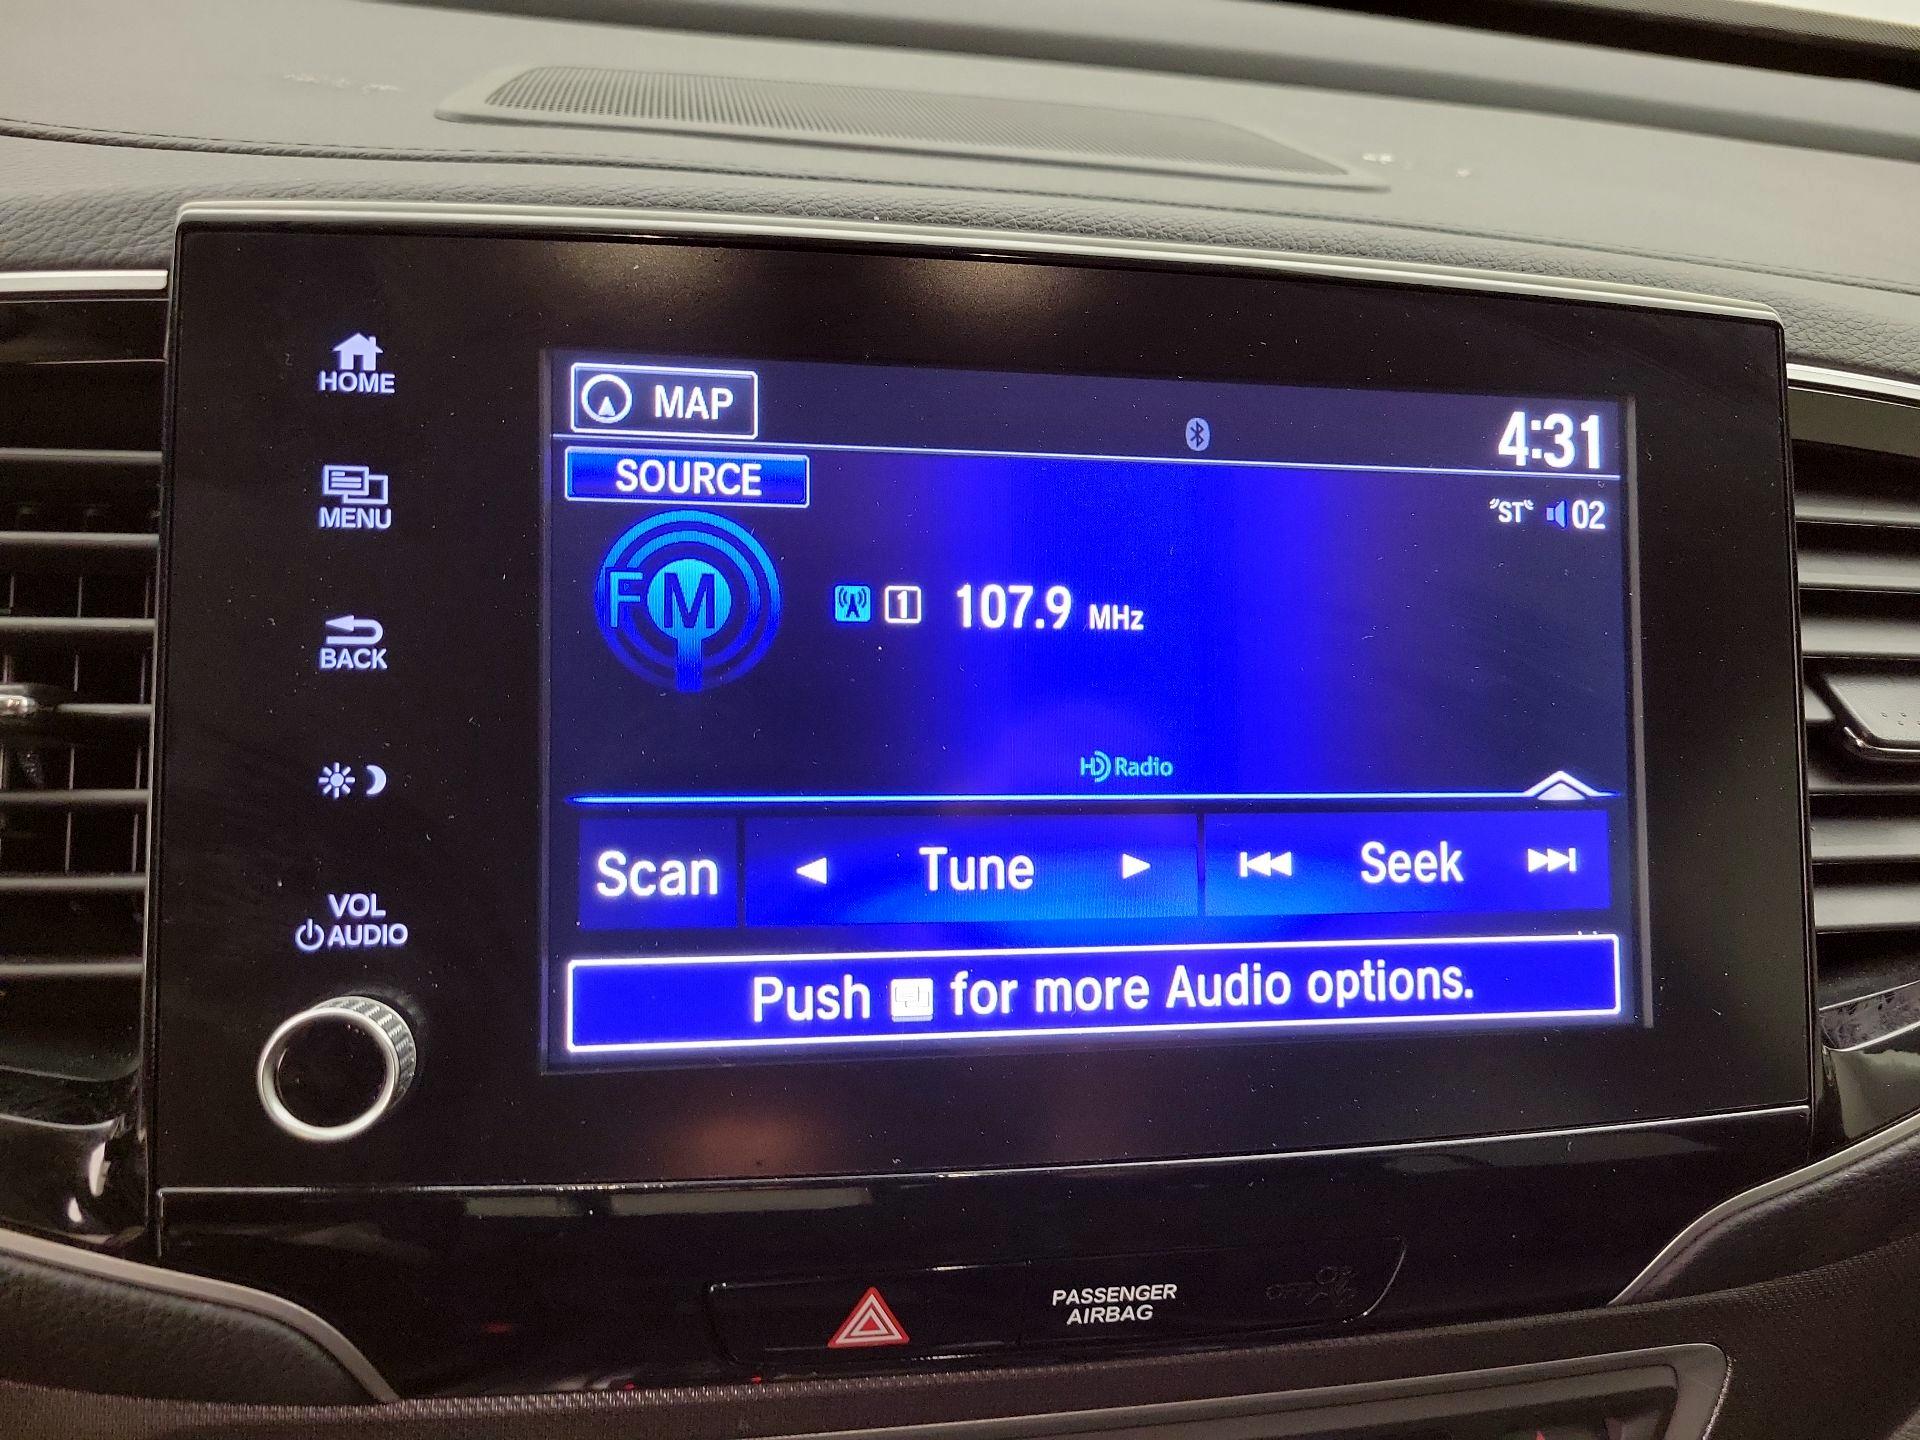 HOME
MENU
BACK
VOL
AUDIO
MAP
4:31
SOURCE
"ST" 02
FM
1 107.9 MHz
HD Radio
Scan
Tune
Seek
Push for more Audio options.
PASSENGER
AIRBAG
OFF